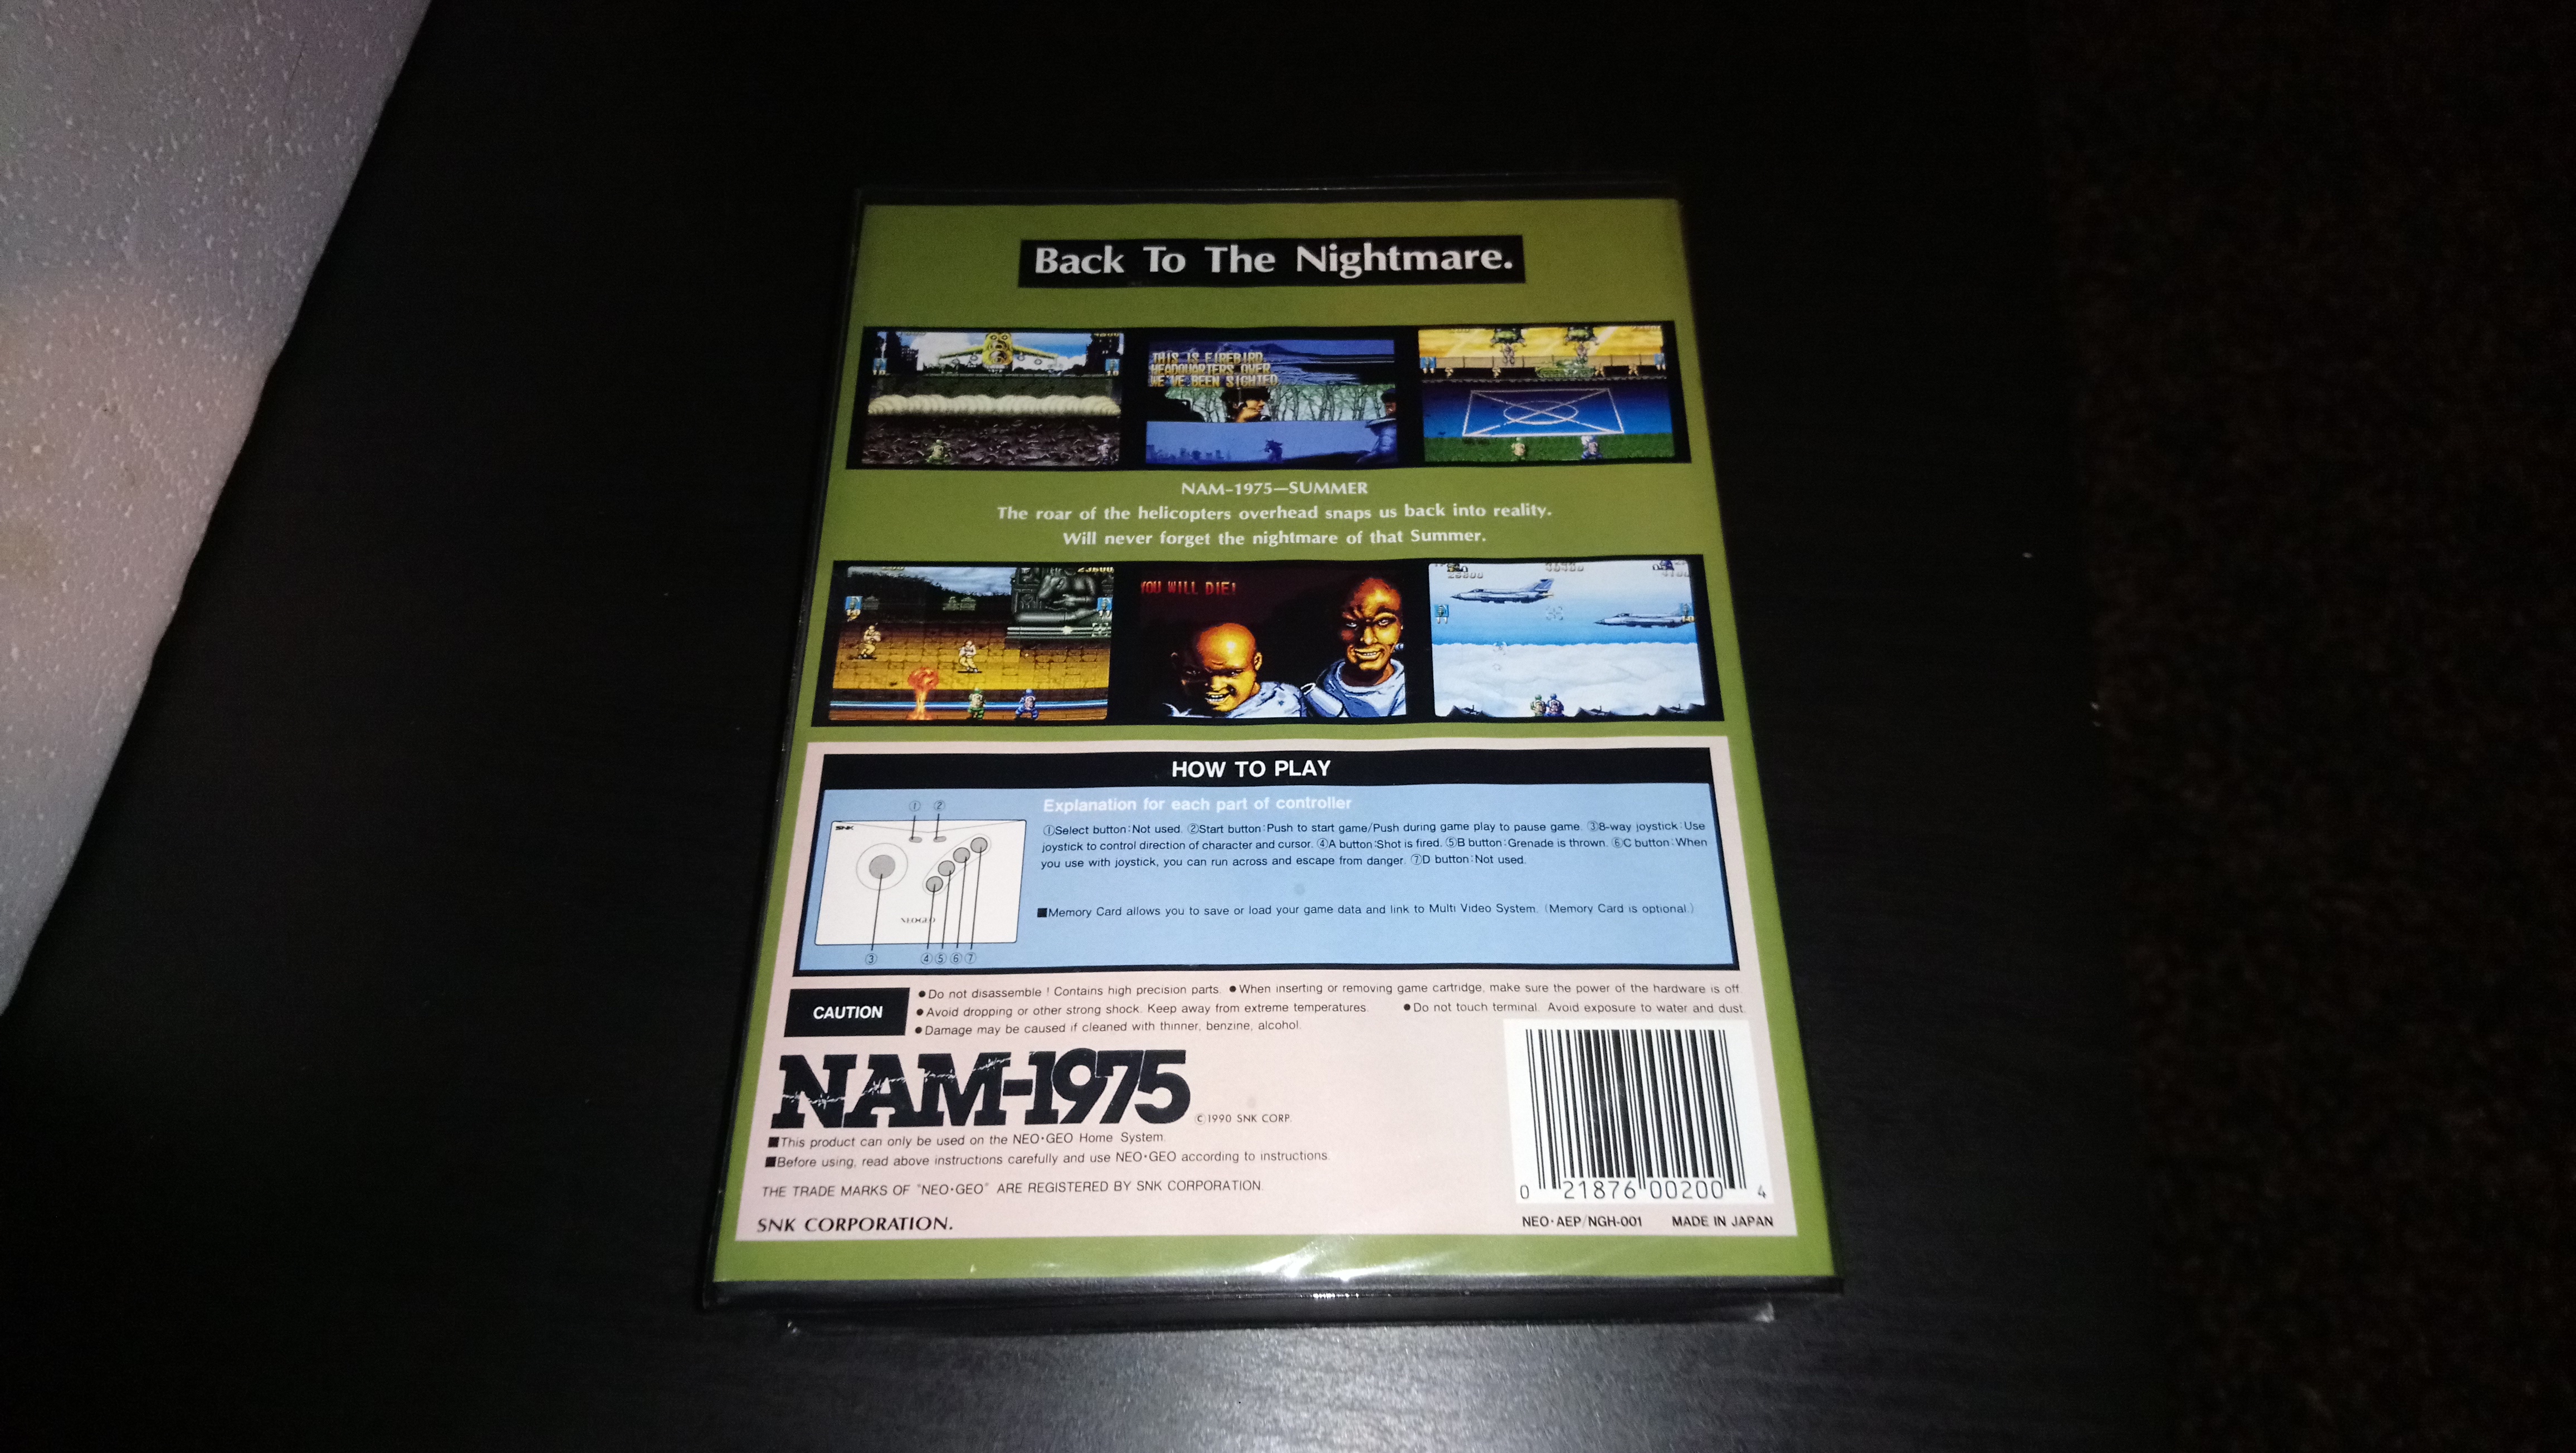 Back To The Nightmare.
THIS IS FIREBIRD.
HEADQUARTERS OVER
WE'VE BEEN SIGHTED
NAM-1975—SUMMER
The roar of the helicopters overhead snaps us back into reality.
Will never forget the nightmare of that Summer.
YOU WILL DIE!
HOW TO PLAY
① ②
SNK
NEO·GEO
③ ④ ⑤ ⑥ ⑦
Explanation for each part of controller
①Select button:Not used. ②Start button:Push to start game/Push during game play to pause game. ③8-way joystick:Use
joystick to control direction of character and cursor. ④A button:Shot is fired. ⑤B button:Grenade is thrown. ⑥C button:When
you use with joystick, you can run across and escape from danger. ⑦D button:Not used.
■Memory Card allows you to save or load your game data and link to Multi Video System. (Memory Card is optional.)
CAUTION
●Do not disassemble ! Contains high precision parts. ●When inserting or removing game cartridge, make sure the power of the hardware is off.
●Avoid dropping or other strong shock. Keep away from extreme temperatures. ●Do not touch terminal. Avoid exposure to water and dust.
●Damage may be caused if cleaned with thinner, benzine, alcohol.
NAM-1975
©1990 SNK CORP.
■This product can only be used on the NEO·GEO Home System.
■Before using, read above instructions carefully and use NEO·GEO according to instructions.
THE TRADE MARKS OF "NEO·GEO" ARE REGISTERED BY SNK CORPORATION.
SNK CORPORATION.
0 21876 00200 4
NEO·AEP/NGH-001 MADE IN JAPAN